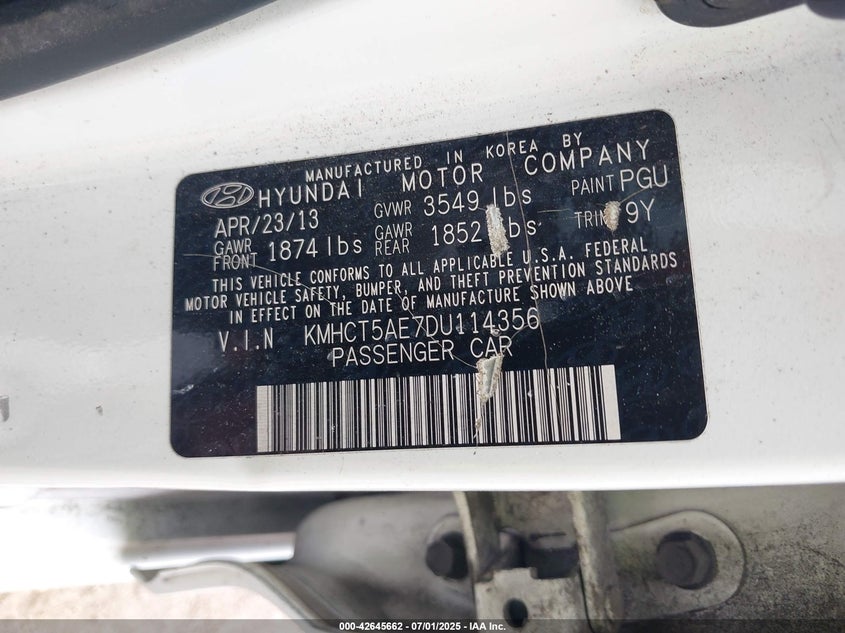 MANUFACTURED IN KOREA BY
HYUNDAI MOTOR COMPANY
APR/23/13 GVWR 3549 lbs PAINT PGU
GAWR FRONT 1874 lbs GAWR REAR 1852 lbs TRIM 9Y
THIS VEHICLE CONFORMS TO ALL APPLICABLE U.S.A. FEDERAL
MOTOR VEHICLE SAFETY, BUMPER, AND THEFT PREVENTION STANDARDS
IN EFFECT ON THE DATE OF MANUFACTURE SHOWN ABOVE
V.I.N KMHCT5AE7DU114356
PASSENGER CAR
000-42645662 - 07/01/2025 - IAA Inc.